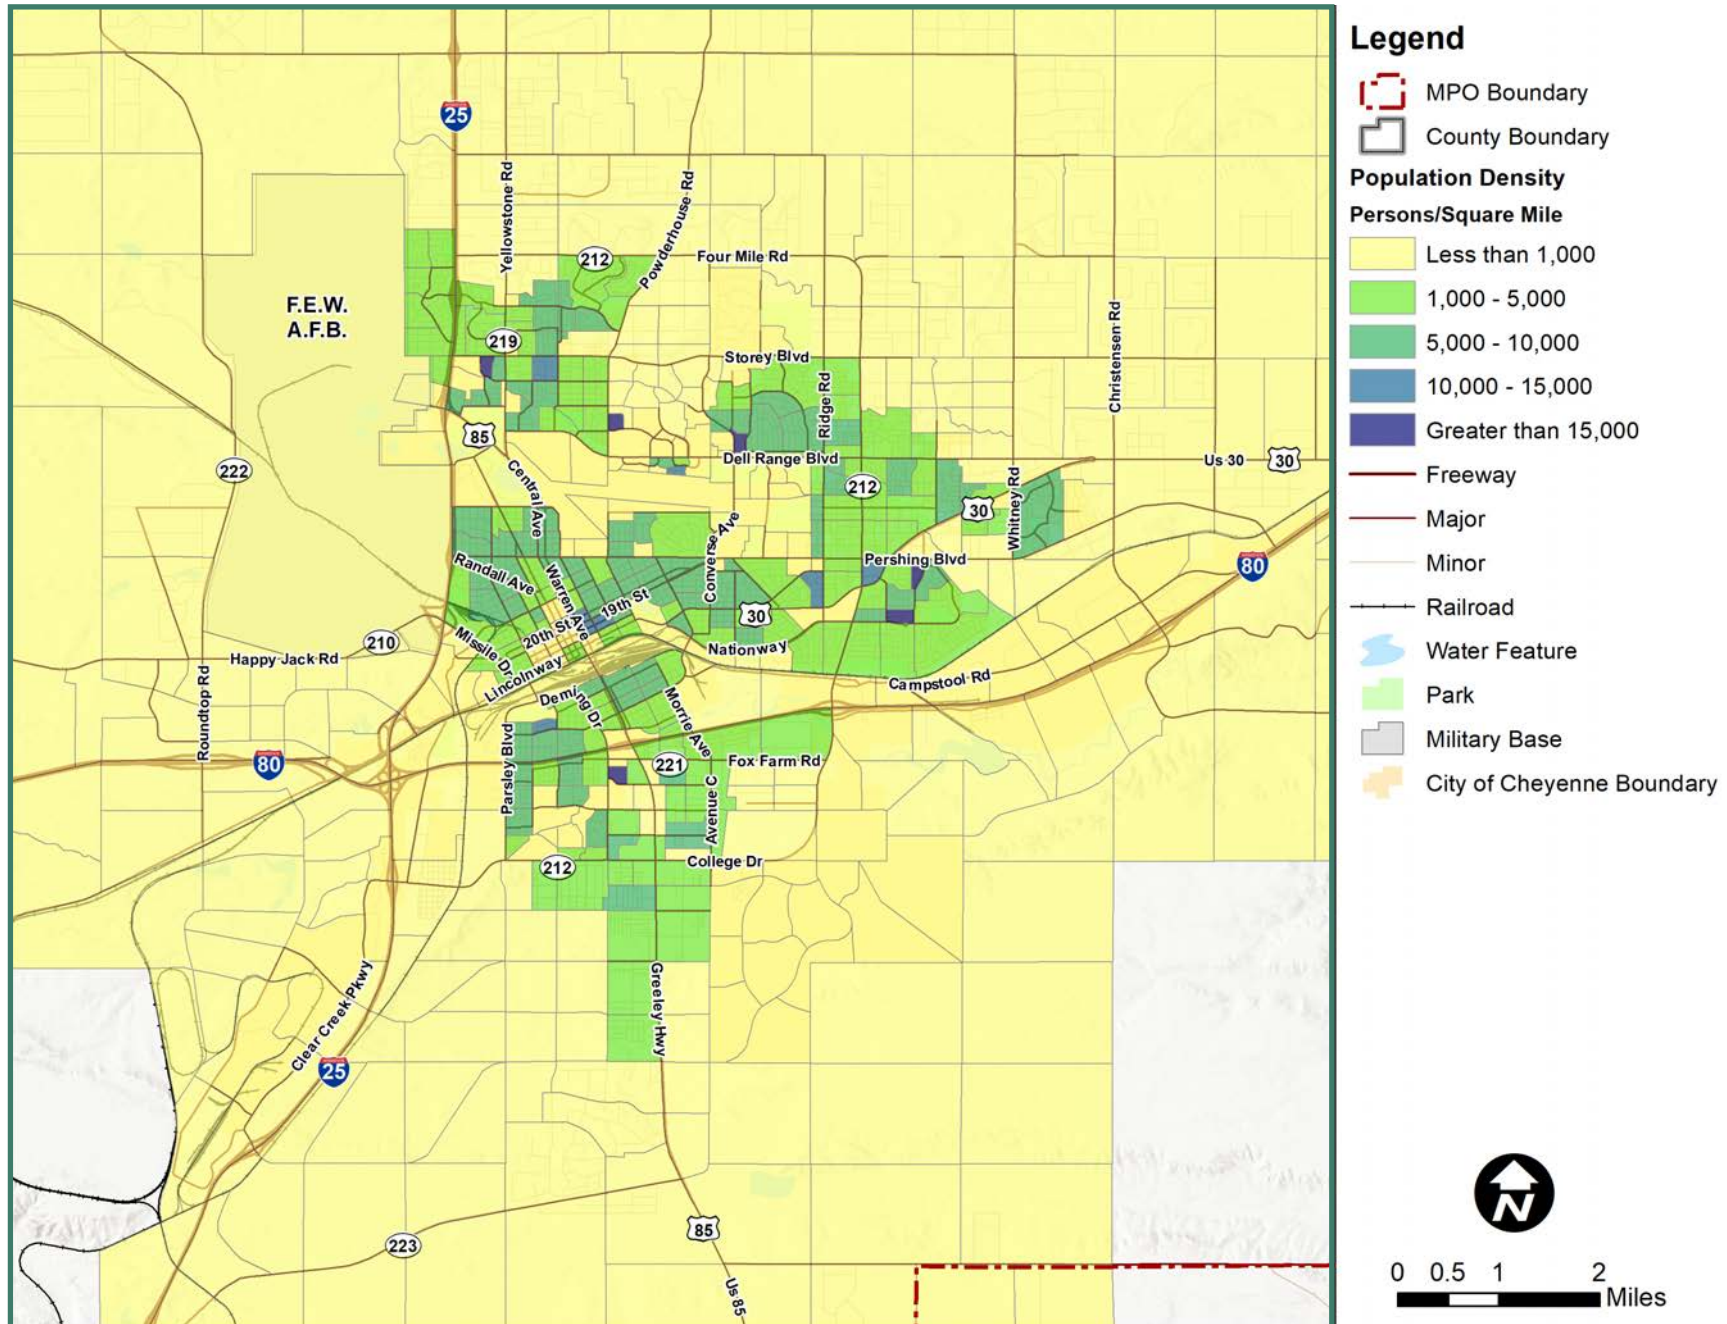 25
Yellowstone Rd
Powderhouse Rd
212
Four Mile Rd
F.E.W.
A.F.B.
219
Storey Blvd
Christensen Rd
Ridge Rd
85
Dell Range Blvd
Us 30
30
222
Central Ave
212
Whitney Rd
30
Converse Ave
Pershing Blvd
80
Randall Ave
Warren Ave
19th St
30
20th St
210
Missile Dr
Nationway
Happy Jack Rd
Lincolnway
Campstool Rd
Roundtop Rd
Deming Dr
Morrie Ave
Parsley Blvd
80
221
Fox Farm Rd
Avenue C
212
College Dr
Clear Creek Pkwy
Greeley Hwy
25
85
223
Us 85
Legend
MPO Boundary
County Boundary
Population Density
Persons/Square Mile
Less than 1,000
1,000 - 5,000
5,000 - 10,000
10,000 - 15,000
Greater than 15,000
Freeway
Major
Minor
Railroad
Water Feature
Park
Military Base
City of Cheyenne Boundary
N
0 0.5 1 2
Miles